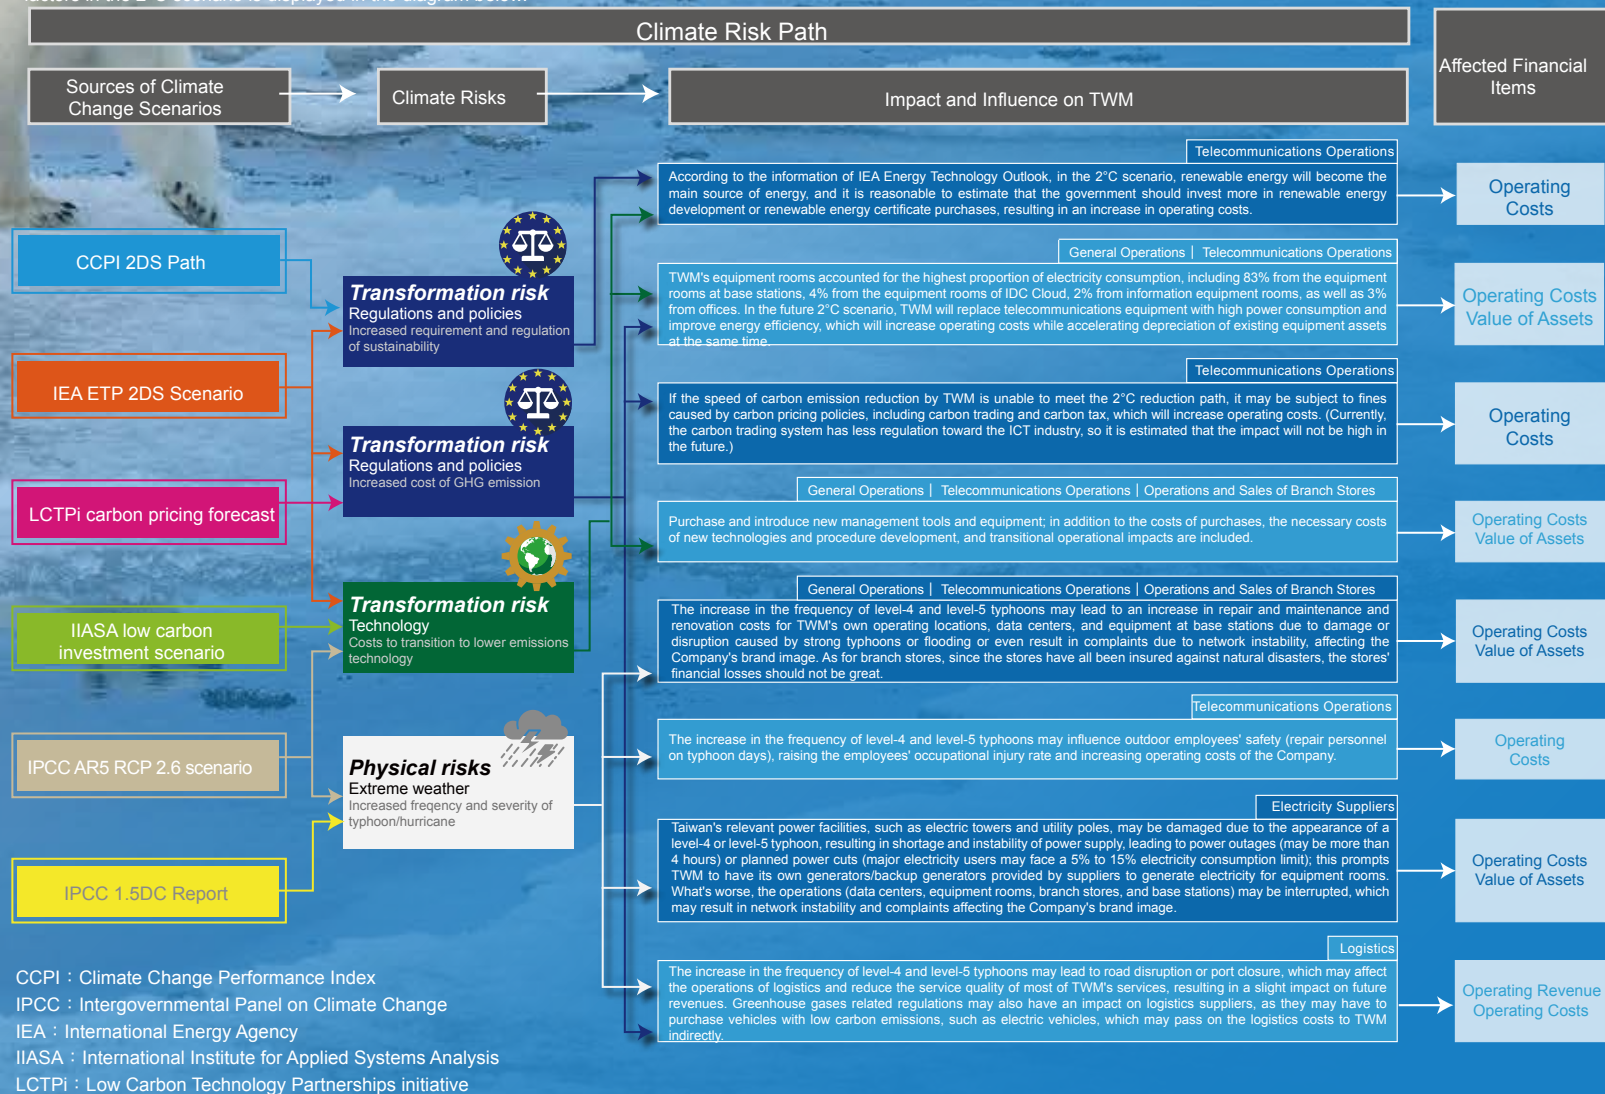 factors in the 2°C scenario is displayed in the diagram below.
Climate Risk Path
Affected Financial
Items
Sources of Climate
Change Scenarios
Climate Risks
Impact and Influence on TWM
CCPI 2DS Path
IEA ETP 2DS Scenario
LCTPi carbon pricing forecast
IIASA low carbon
investment scenario
IPCC AR5 RCP 2.6 scenario
IPCC 1.5DC Report
Transformation risk
Regulations and policies
Increased requirement and regulation
of sustainability
Transformation risk
Regulations and policies
Increased cost of GHG emission
Transformation risk
Technology
Costs to transition to lower emissions
technology
Physical risks
Extreme weather
Increased freqency and severity of
typhoon/hurricane
Telecommunications Operations
According to the information of IEA Energy Technology Outlook, in the 2°C scenario, renewable energy will become the
main source of energy, and it is reasonable to estimate that the government should invest more in renewable energy
development or renewable energy certificate purchases, resulting in an increase in operating costs.
Operating
Costs
General Operations | Telecommunications Operations
TWM's equipment rooms accounted for the highest proportion of electricity consumption, including 83% from the equipment
rooms at base stations, 4% from the equipment rooms of IDC Cloud, 2% from information equipment rooms, as well as 3%
from offices. In the future 2°C scenario, TWM will replace telecommunications equipment with high power consumption and
improve energy efficiency, which will increase operating costs while accelerating depreciation of existing equipment assets
at the same time.
Operating Costs
Value of Assets
Telecommunications Operations
If the speed of carbon emission reduction by TWM is unable to meet the 2°C reduction path, it may be subject to fines
caused by carbon pricing policies, including carbon trading and carbon tax, which will increase operating costs. (Currently,
the carbon trading system has less regulation toward the ICT industry, so it is estimated that the impact will not be high in
the future.)
Operating
Costs
General Operations | Telecommunications Operations | Operations and Sales of Branch Stores
Purchase and introduce new management tools and equipment; in addition to the costs of purchases, the necessary costs
of new technologies and procedure development, and transitional operational impacts are included.
Operating Costs
Value of Assets
General Operations | Telecommunications Operations | Operations and Sales of Branch Stores
The increase in the frequency of level-4 and level-5 typhoons may lead to an increase in repair and maintenance and
renovation costs for TWM's own operating locations, data centers, and equipment at base stations due to damage or
disruption caused by strong typhoons or flooding or even result in complaints due to network instability, affecting the
Company's brand image. As for branch stores, since the stores have all been insured against natural disasters, the stores'
financial losses should not be great.
Operating Costs
Value of Assets
Telecommunications Operations
The increase in the frequency of level-4 and level-5 typhoons may influence outdoor employees' safety (repair personnel
on typhoon days), raising the employees' occupational injury rate and increasing operating costs of the Company.
Operating
Costs
Electricity Suppliers
Taiwan's relevant power facilities, such as electric towers and utility poles, may be damaged due to the appearance of a
level-4 or level-5 typhoon, resulting in shortage and instability of power supply, leading to power outages (may be more than
4 hours) or planned power cuts (major electricity users may face a 5% to 15% electricity consumption limit); this prompts
TWM to have its own generators/backup generators provided by suppliers to generate electricity for equipment rooms.
What's worse, the operations (data centers, equipment rooms, branch stores, and base stations) may be interrupted, which
may result in network instability and complaints affecting the Company's brand image.
Operating Costs
Value of Assets
Logistics
The increase in the frequency of level-4 and level-5 typhoons may lead to road disruption or port closure, which may affect
the operations of logistics and reduce the service quality of most of TWM's services, resulting in a slight impact on future
revenues. Greenhouse gases related regulations may also have an impact on logistics suppliers, as they may have to
purchase vehicles with low carbon emissions, such as electric vehicles, which may pass on the logistics costs to TWM
indirectly.
Operating Revenue
Operating Costs
CCPI：Climate Change Performance Index
IPCC：Intergovernmental Panel on Climate Change
IEA：International Energy Agency
IIASA：International Institute for Applied Systems Analysis
LCTPi：Low Carbon Technology Partnerships initiative